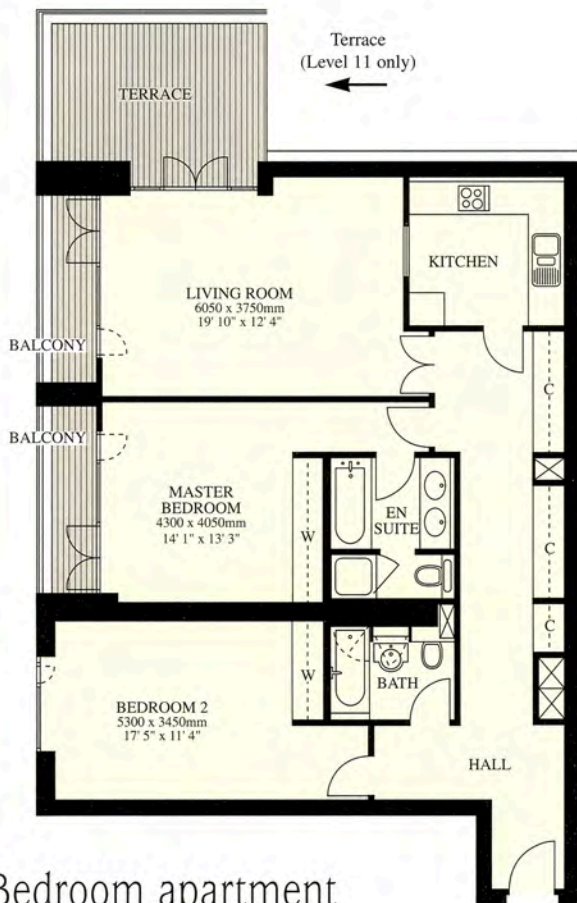 Terrace
(Level 11 only)
TERRACE
KITCHEN
LIVING ROOM
6050 x 3750mm
19' 10" x 12' 4"
BALCONY
C
BALCONY
MASTER
BEDROOM
4300 x 4050mm
14' 1" x 13' 3"
W
EN
SUITE
C
C
W
BATH
BEDROOM 2
5300 x 3450mm
17' 5" x 11' 4"
HALL
Bedroom apartment